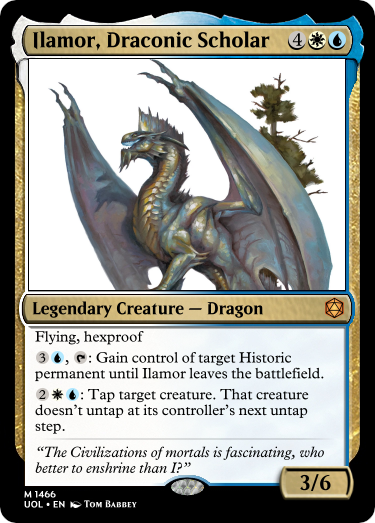 Ilamor, Draconic Scholar 4
Legendary Creature — Dragon
Flying, hexproof
3, : Gain control of target Historic
permanent until Ilamor leaves the battlefield.
2 : Tap target creature. That creature
doesn't untap at its controller's next untap
step.
“The Civilizations of mortals is fascinating, who
better to enshrine than I?”
3/6
M 1466
UOL • EN Tom Babbey